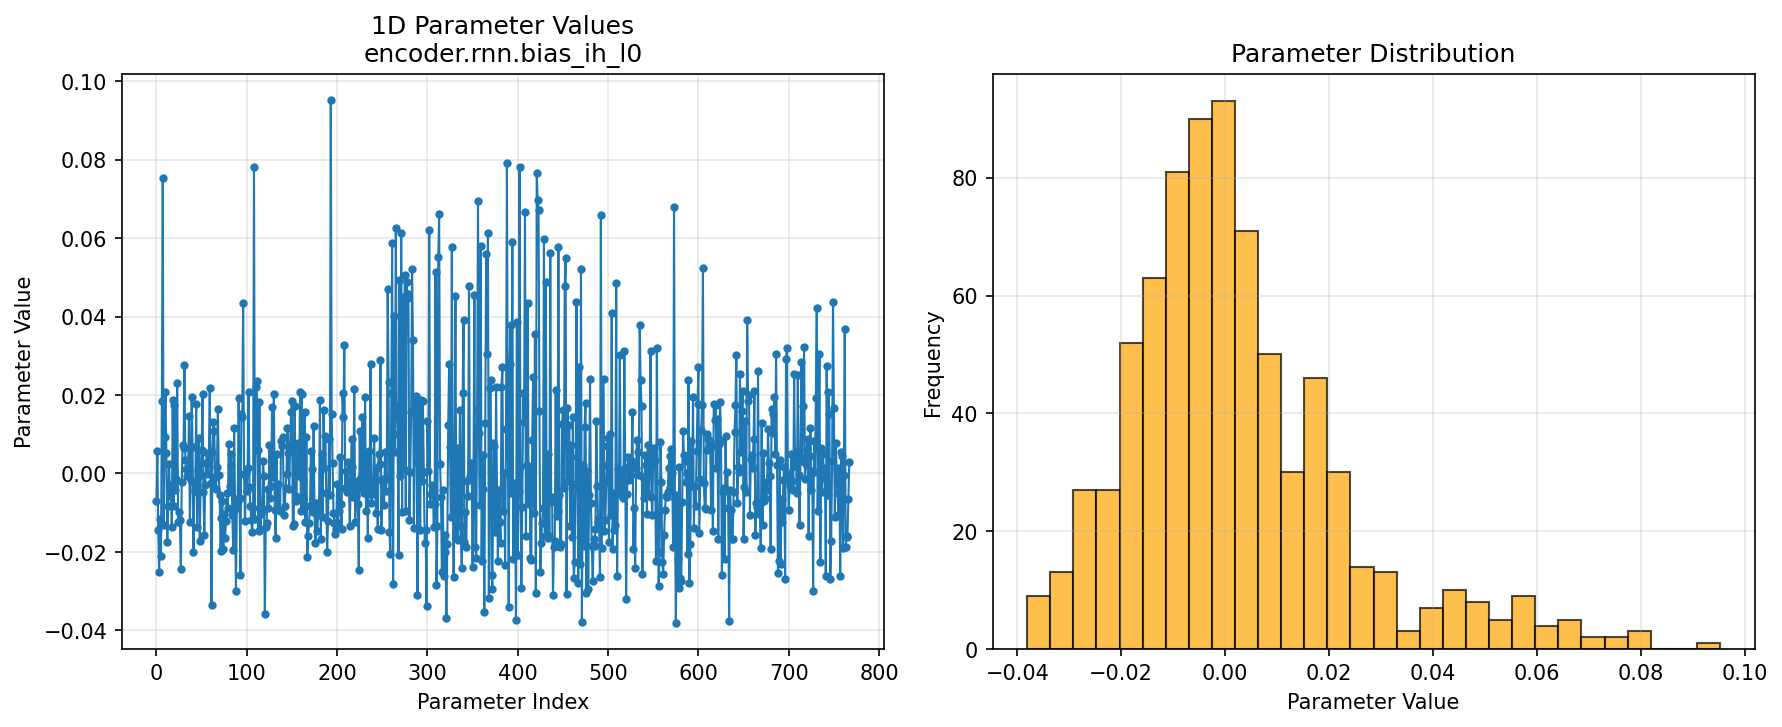 1D Parameter Values
encoder.rnn.bias_ih_l0
Parameter Value
0.10
0.08
0.06
0.04
0.02
0.00
−0.02
−0.04
0 100 200 300 400 500 600 700 800
Parameter Index
Parameter Distribution
Frequency
80
60
40
20
0
−0.04 −0.02 0.00 0.02 0.04 0.06 0.08 0.10
Parameter Value